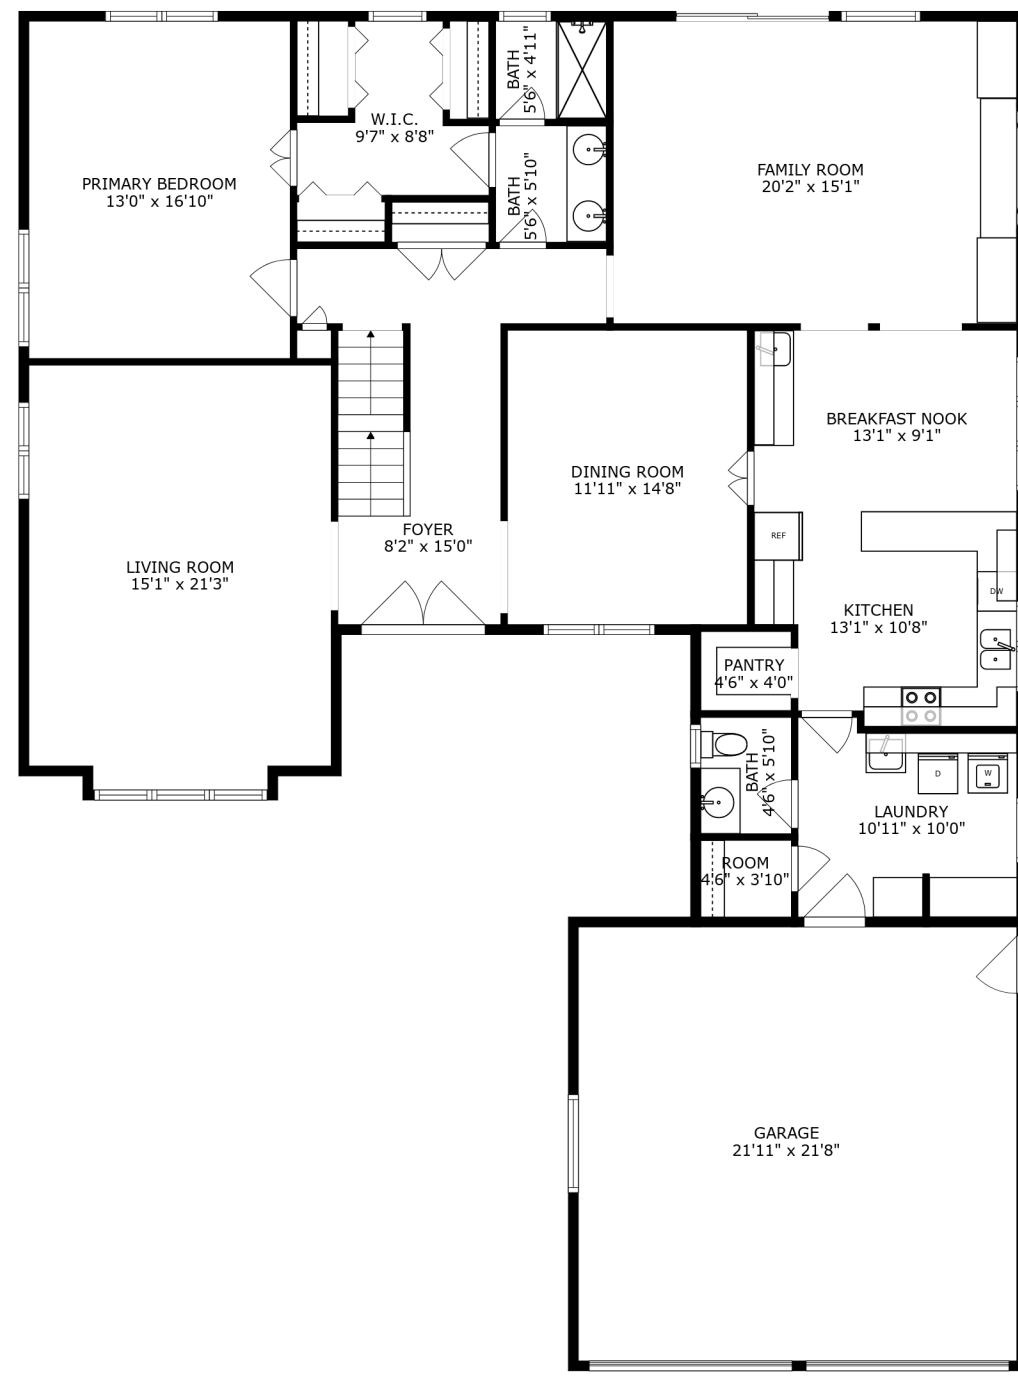 BATH
5'6" x 4'11"
W.I.C.
9'7" x 8'8"
PRIMARY BEDROOM
13'0" x 16'10"
BATH
5'6" x 5'10"
FAMILY ROOM
20'2" x 15'1"
BREAKFAST NOOK
13'1" x 9'1"
DINING ROOM
11'11" x 14'8"
REF
FOYER
8'2" x 15'0"
LIVING ROOM
15'1" x 21'3"
DW
KITCHEN
13'1" x 10'8"
PANTRY
4'6" x 4'0"
BATH
4'6" x 5'10"
D
W
LAUNDRY
10'11" x 10'0"
ROOM
4'6" x 3'10"
GARAGE
21'11" x 21'8"